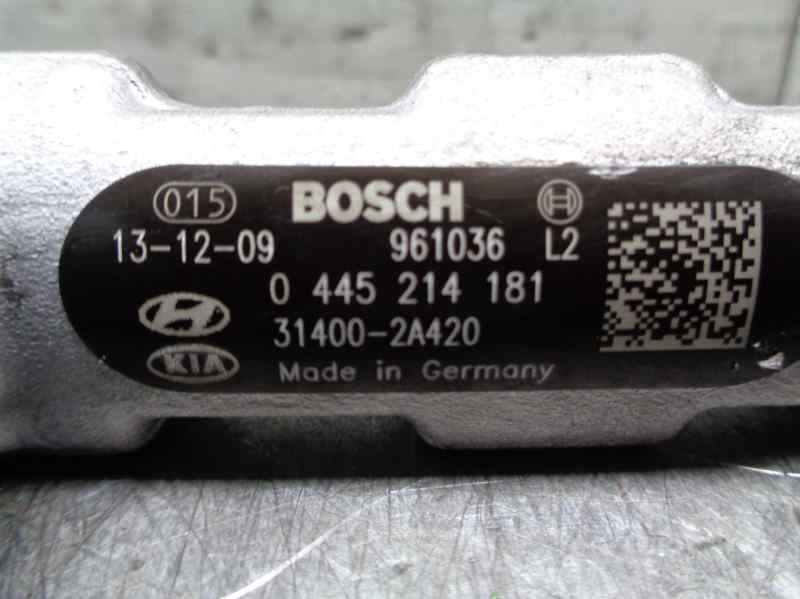 015 BOSCH
13-12-09 961036 L2
0 445 214 181
31400-2A420
KIA Made in Germany